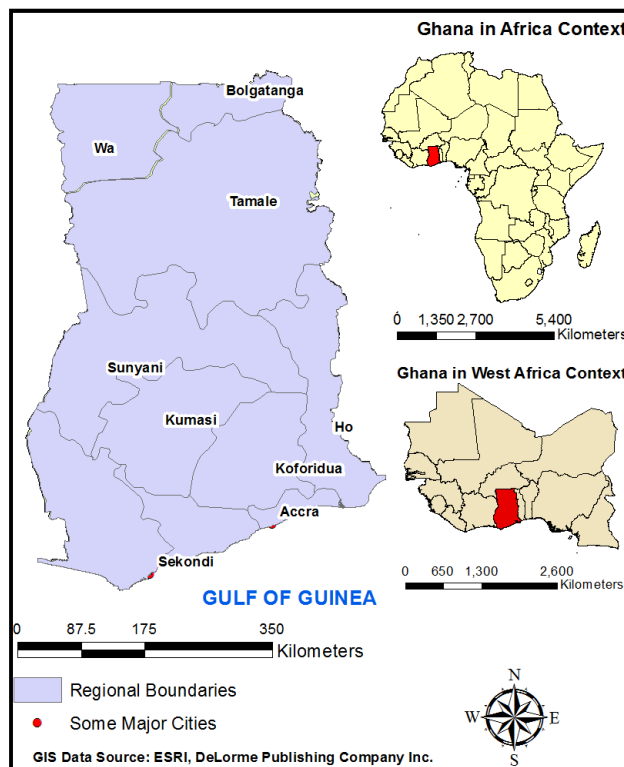 Ghana in Africa Context
Bolgatanga
Wa
Tamale
0 1,350 2,700 5,400
Kilometers
Sunyani
Kumasi
Ho
Koforidua
Accra
Sekondi
GULF OF GUINEA
Ghana in West Africa Context
0 650 1,300 2,600
Kilometers
0 87.5 175 350
Kilometers
Regional Boundaries
Some Major Cities
N
W E
S
GIS Data Source: ESRI, DeLorme Publishing Company Inc.